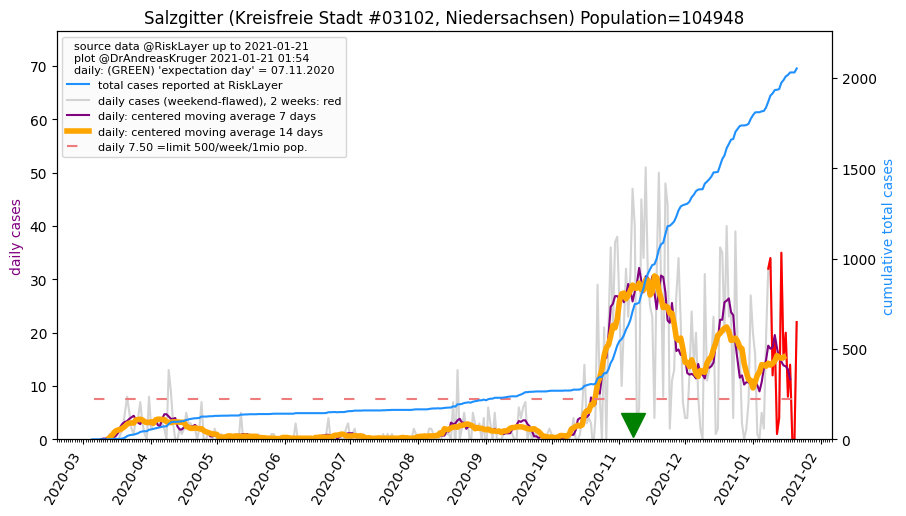 Salzgitter (Kreisfreie Stadt #03102, Niedersachsen) Population=104948
source data @RiskLayer up to 2021-01-21
plot @DrAndreasKruger 2021-01-21 01:54
daily: (GREEN) 'expectation day' = 07.11.2020
total cases reported at RiskLayer
daily cases (weekend-flawed), 2 weeks: red
daily: centered moving average 7 days
daily: centered moving average 14 days
daily 7.50 =limit 500/week/1mio pop.
daily cases
70
60
50
40
30
20
10
0
cumulative total cases
2000
1500
1000
500
0
2020-03
2020-04
2020-05
2020-06
2020-07
2020-08
2020-09
2020-10
2020-11
2020-12
2021-01
2021-02